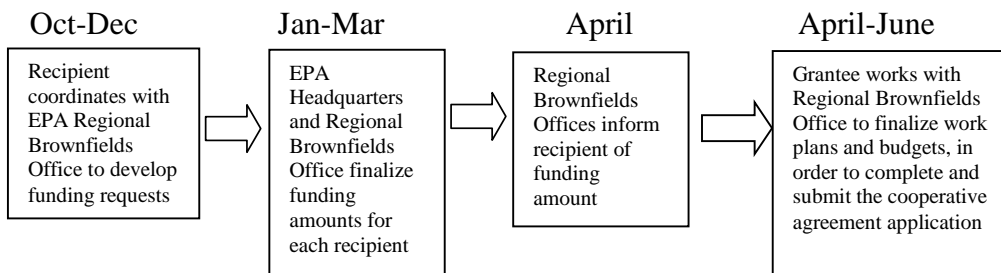 Oct-Dec
Recipient
coordinates with
EPA Regional
Brownfields
Office to develop
funding requests
Jan-Mar
EPA
Headquarters
and Regional
Brownfields
Office finalize
funding
amounts for
each recipient
April
Regional
Brownfields
Offices inform
recipient of
funding
amount
April-June
Grantee works with
Regional Brownfields
Office to finalize work
plans and budgets, in
order to complete and
submit the cooperative
agreement application